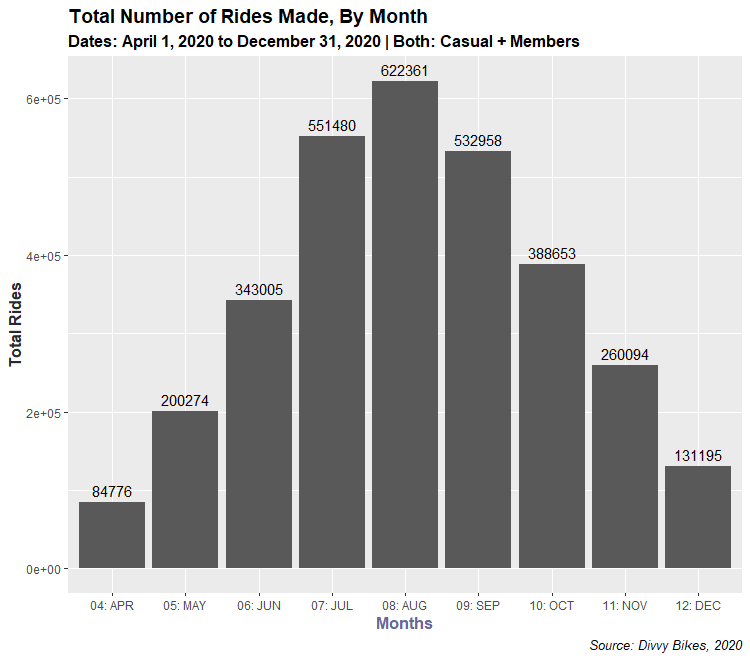 Total Number of Rides Made, By Month
Dates: April 1, 2020 to December 31, 2020 | Both: Casual + Members
622361
6e+05
551480
532958
4e+05
388653
343005
Total Rides
260094
2e+05
200274
131195
84776
0e+00
04: APR 05: MAY 06: JUN 07: JUL 08: AUG 09: SEP 10: OCT 11: NOV 12: DEC
Months
Source: Divvy Bikes, 2020